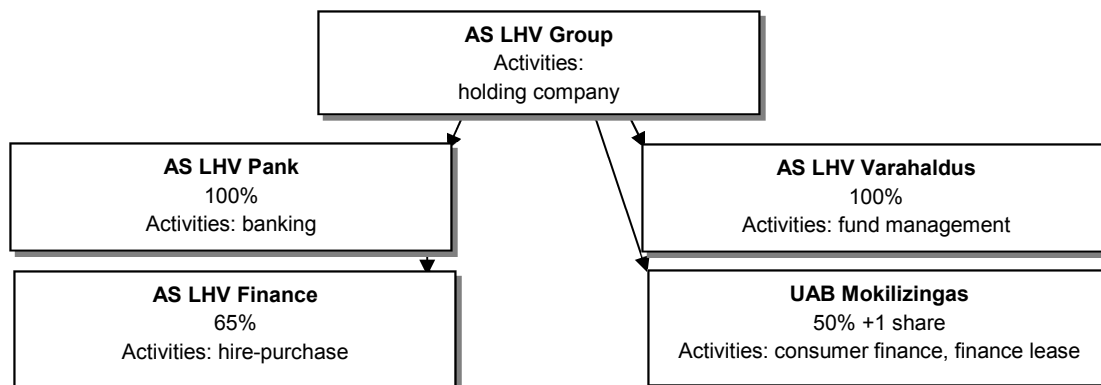 AS LHV Group
Activities:
holding company
AS LHV Pank
100%
Activities: banking
AS LHV Varahaldus
100%
Activities: fund management
AS LHV Finance
65%
Activities: hire-purchase
UAB Mokilizingas
50% +1 share
Activities: consumer finance, finance lease